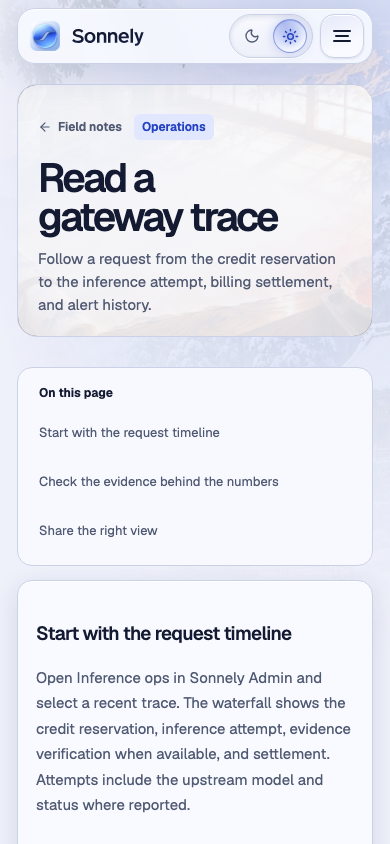 Sonnely
Field notes
Operations
Read a
gateway trace
Follow a request from the credit reservation
to the inference attempt, billing settlement,
and alert history.
On this page
Start with the request timeline
Check the evidence behind the numbers
Share the right view
Start with the request timeline
Open Inference ops in Sonnely Admin and
select a recent trace. The waterfall shows the
credit reservation, inference attempt, evidence
verification when available, and settlement.
Attempts include the upstream model and
status where reported.